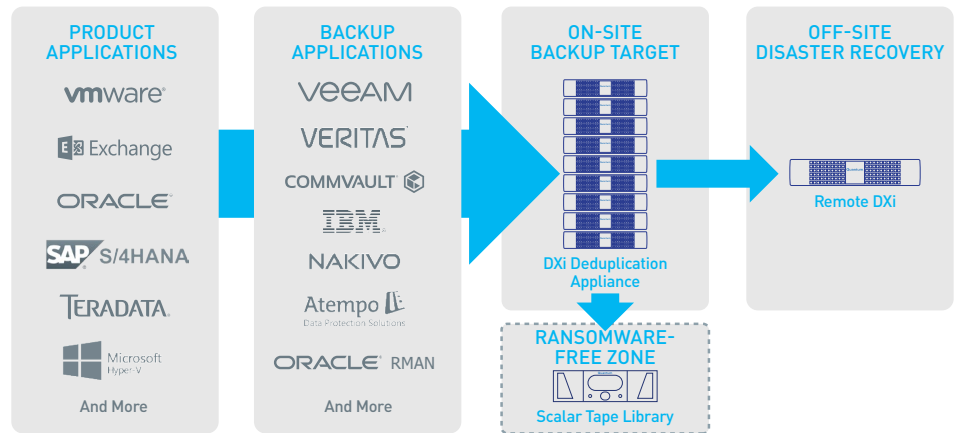 PRODUCT
APPLICATIONS
vmware®
Exchange
ORACLE®
SAP® S/4HANA
TERADATA®
Microsoft
Hyper-V
And More
BACKUP
APPLICATIONS
veeAM
VERITAS
COMMVAULT
IBM®
NAKIVO
Atempo
Data Protection Solutions
ORACLE® RMAN
And More
ON-SITE
BACKUP TARGET
DXi Deduplication
Appliance
RANSOMWARE-
FREE ZONE
Scalar Tape Library
OFF-SITE
DISASTER RECOVERY
Quantum
Remote DXi